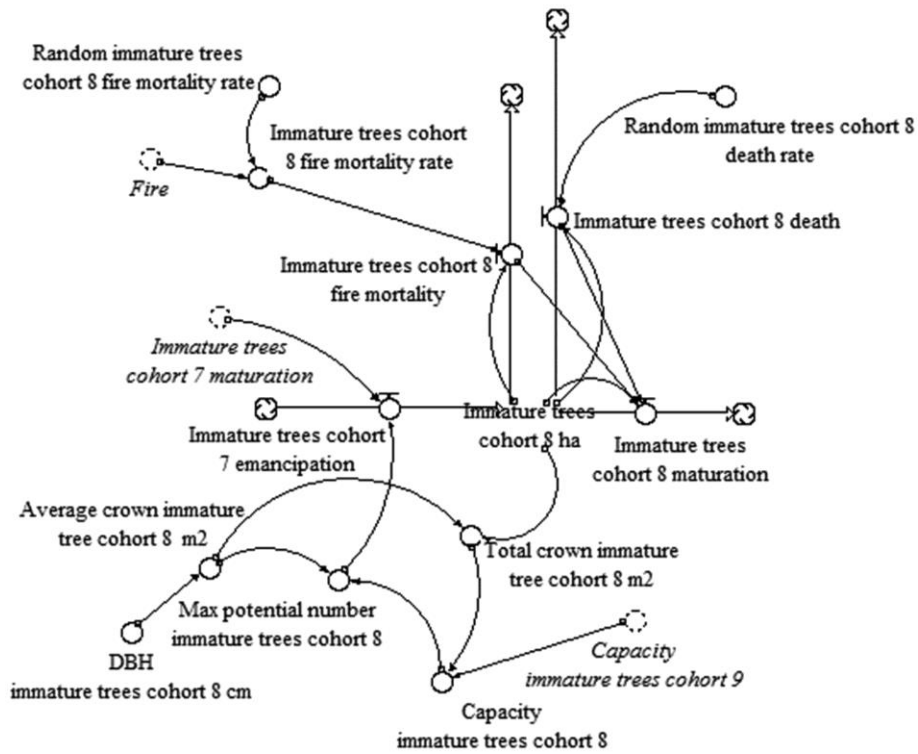 Random immature trees
cohort 8 fire mortality rate
Immature trees cohort
8 fire mortality rate
Random immature trees cohort 8
death rate
Fire
Immature trees cohort 8 death
Immature trees cohort 8
fire mortality
Immature trees
cohort 7 maturation
Immature trees
cohort 8 ha
Immature trees cohort
7 emancipation
Immature trees
cohort 8 maturation
Average crown immature
tree cohort 8 m2
Total crown immature
tree cohort 8 m2
Max potential number
immature trees cohort 8
DBH
immature trees cohort 8 cm
Capacity
immature trees cohort 9
Capacity
immature trees cohort 8